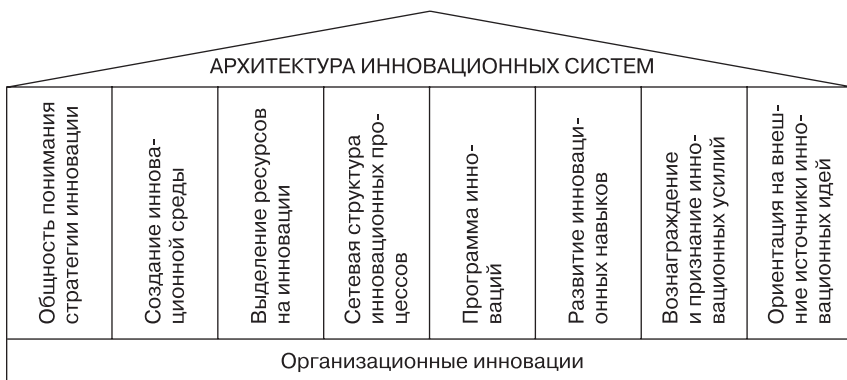 АРХИТЕКТУРА ИННОВАЦИОННЫХ СИСТЕМ
Общность понимания
стратегии инновации
Создание иннова-
ционной среды
Выделение ресурсов
на инновации
Сетевая структура
инновационных про-
цессов
Программа инно-
ваций
Развитие инноваци-
онных навыков
Вознаграждение
и признание инно-
вационных усилий
Ориентация на внеш-
ние источники инно-
вационных идей
Организационные инновации